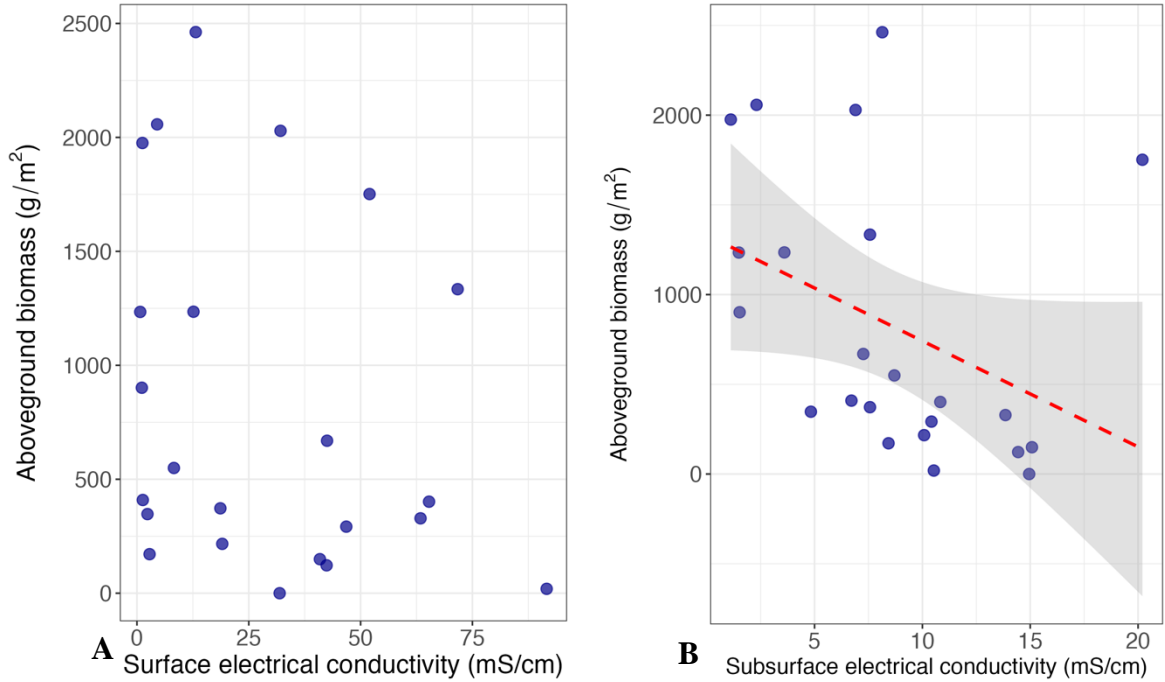 Aboveground biomass (g/m²)
2500
2000
1500
1000
500
0
0 25 50 75
A Surface electrical conductivity (mS/cm)
Aboveground biomass (g/m²)
2000
1000
0
5 10 15 20
B Subsurface electrical conductivity (mS/cm)